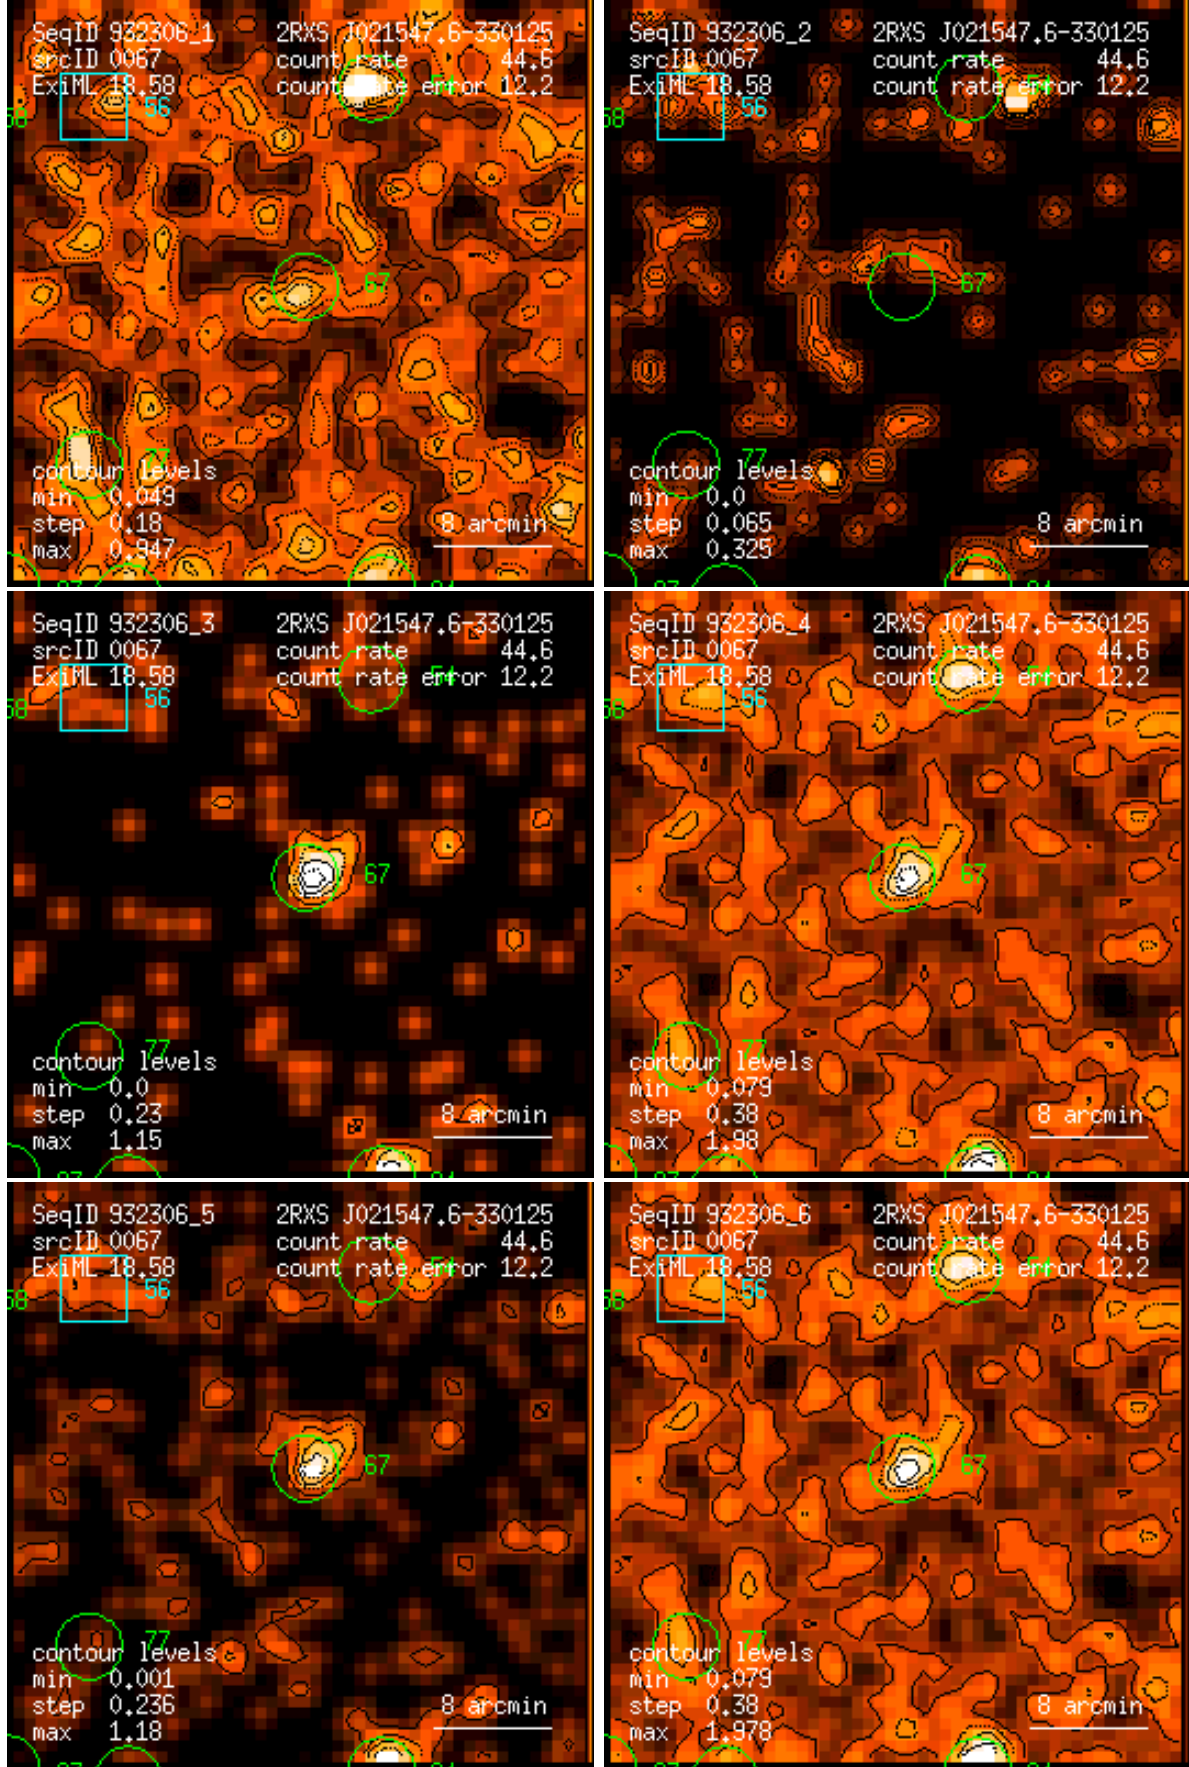 SeqID 932306_1 2RXS J021547.6-330125
srcID 0067 count rate 44.6
ExiML 18.58 count rate error 12.2
54
58 56
67
77
contour levels
min 0.049
step 0.18 8 arcmin
max 0.947
SeqID 932306_2 2RXS J021547.6-330125
srcID 0067 count rate 44.6
ExiML 18.58 count rate error 12.2
54
58 56
67
77
contour levels
min 0.0
step 0.065 8 arcmin
max 0.325
SeqID 932306_3 2RXS J021547.6-330125
srcID 0067 count rate 44.6
ExiML 18.58 count rate error 12.2
54
58 56
67
77
contour levels
min 0.0
step 0.23 8 arcmin
max 1.15
SeqID 932306_4 2RXS J021547.6-330125
srcID 0067 count rate 44.6
ExiML 18.58 count rate error 12.2
54
58 56
67
77
contour levels
min 0.079
step 0.38 8 arcmin
max 1.98
SeqID 932306_5 2RXS J021547.6-330125
srcID 0067 count rate 44.6
ExiML 18.58 count rate error 12.2
54
58 56
67
77
contour levels
min 0.001
step 0.236 8 arcmin
max 1.18
SeqID 932306_6 2RXS J021547.6-330125
srcID 0067 count rate 44.6
ExiML 18.58 count rate error 12.2
54
58 56
67
77
contour levels
min 0.079
step 0.38 8 arcmin
max 1.978